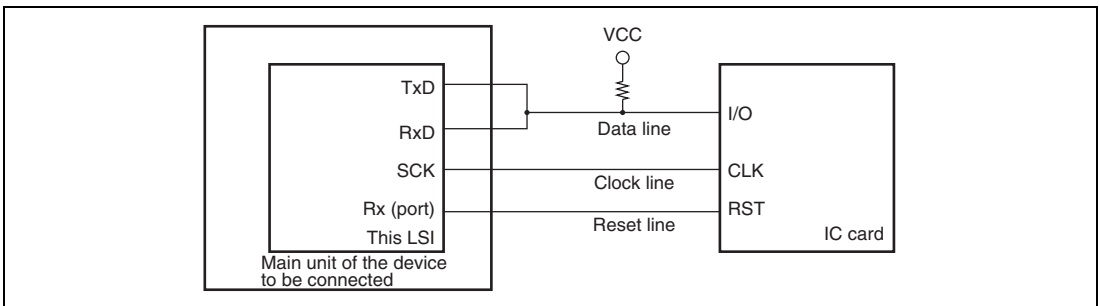 VCC
TxD
RxD
SCK
Rx (port)
This LSI
Main unit of the device
to be connected
Data line
Clock line
Reset line
I/O
CLK
RST
IC card